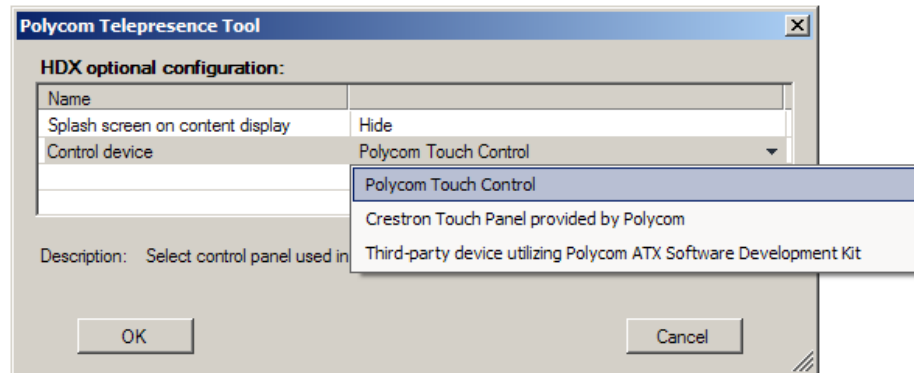 Polycom Telepresence Tool
HDX optional configuration:
Name
Splash screen on content display Hide
Control device Polycom Touch Control
Polycom Touch Control
Crestron Touch Panel provided by Polycom
Description: Select control panel used in
Third-party device utilizing Polycom ATX Software Development Kit
OK Cancel